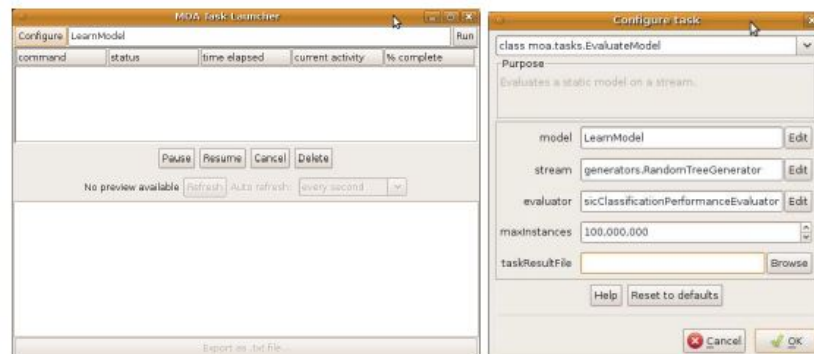 MOA Task Launcher
Configure LearnModel Run
command status time elapsed current activity % complete
Pause Resume Cancel Delete
No preview available Refresh Auto refresh: every second
Export as .txt file...
Configure task
class moa.tasks.EvaluateModel
Purpose
Evaluates a static model on a stream.
model LearnModel Edit
stream generators.RandomTreeGenerator Edit
evaluator sicClassificationPerformanceEvaluator Edit
maxInstances 100,000,000
taskResultFile Browse
Help Reset to defaults
Cancel OK